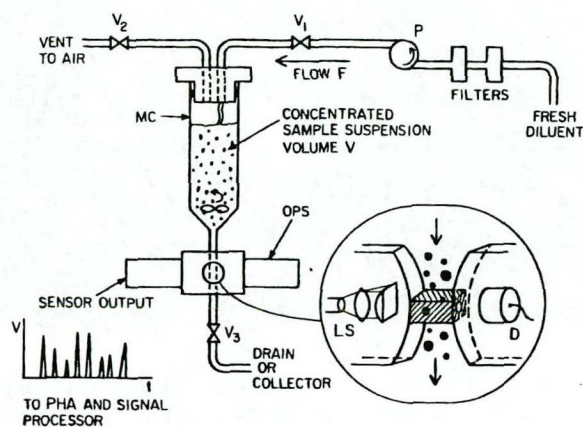 V₂
V₁
P
VENT
TO AIR
FLOW F
FILTERS
FRESH
DILUENT
MC
CONCENTRATED
SAMPLE SUSPENSION
VOLUME V
OPS
SENSOR OUTPUT
LS
D
V₃
DRAIN
OR
COLLECTOR
V
t
TO PHA AND SIGNAL
PROCESSOR